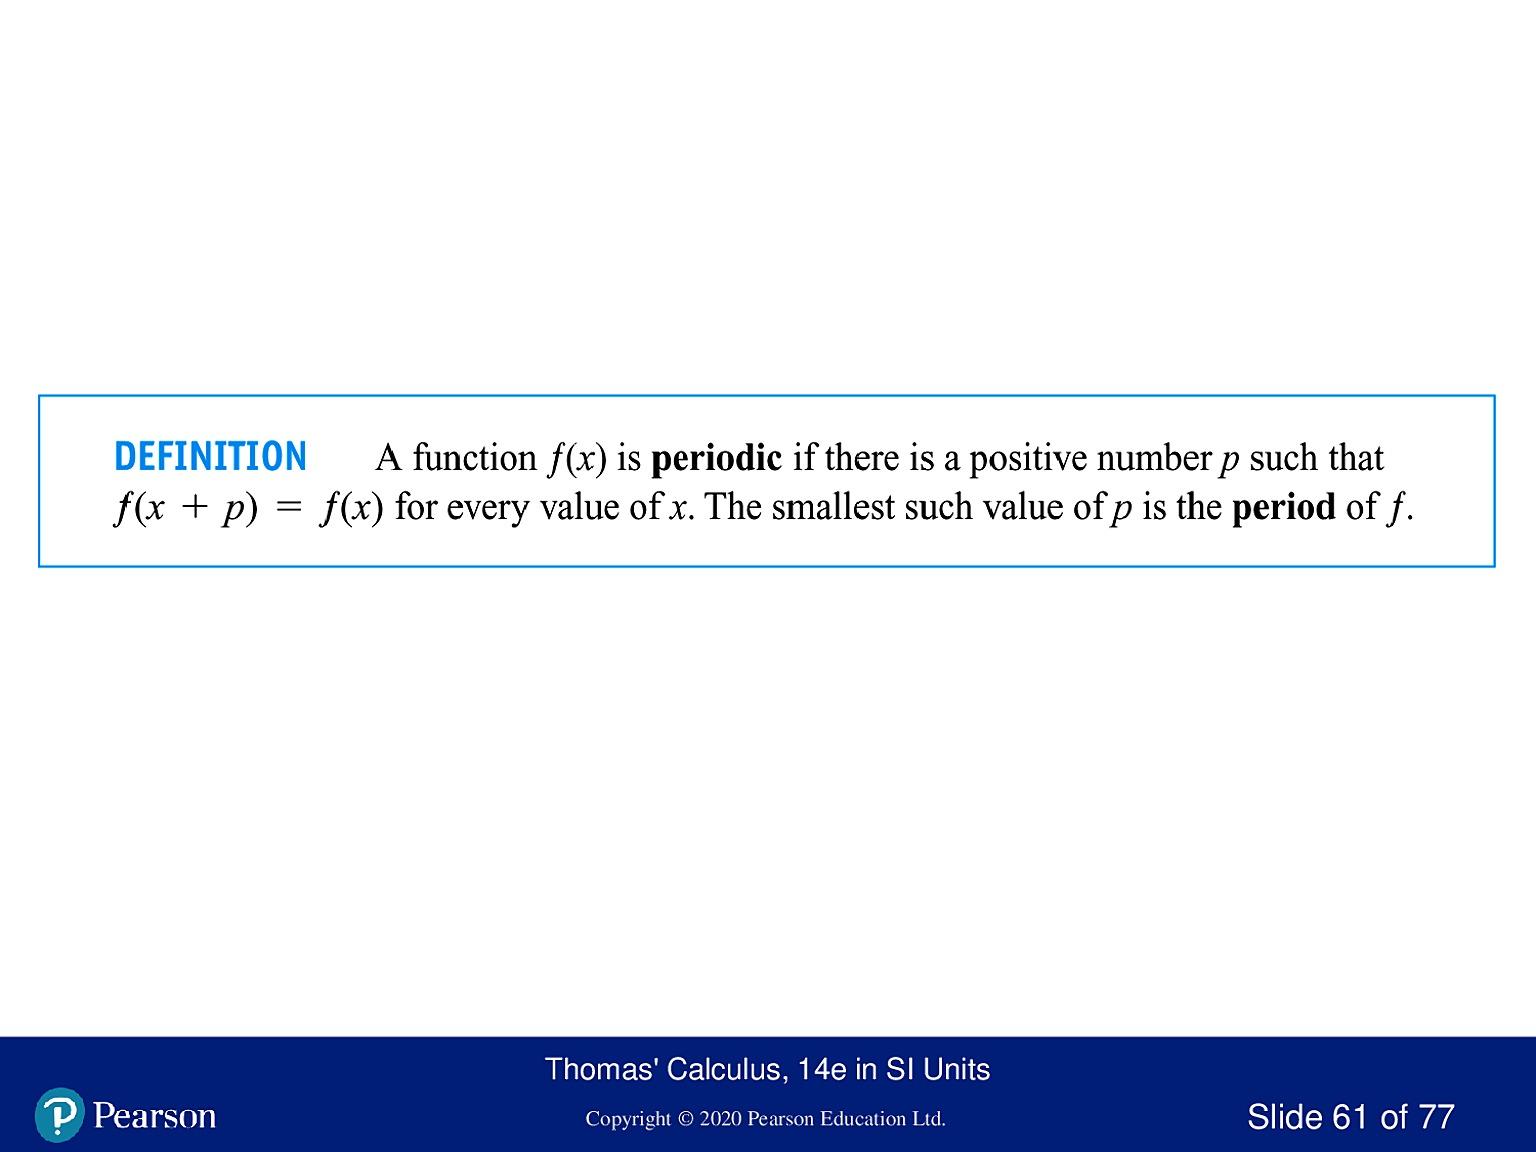 DEFINITION A function f(x) is periodic if there is a positive number p such that
f(x + p) = f(x) for every value of x. The smallest such value of p is the period of f.
Thomas' Calculus, 14e in SI Units
Pearson
Copyright © 2020 Pearson Education Ltd.
Slide 61 of 77